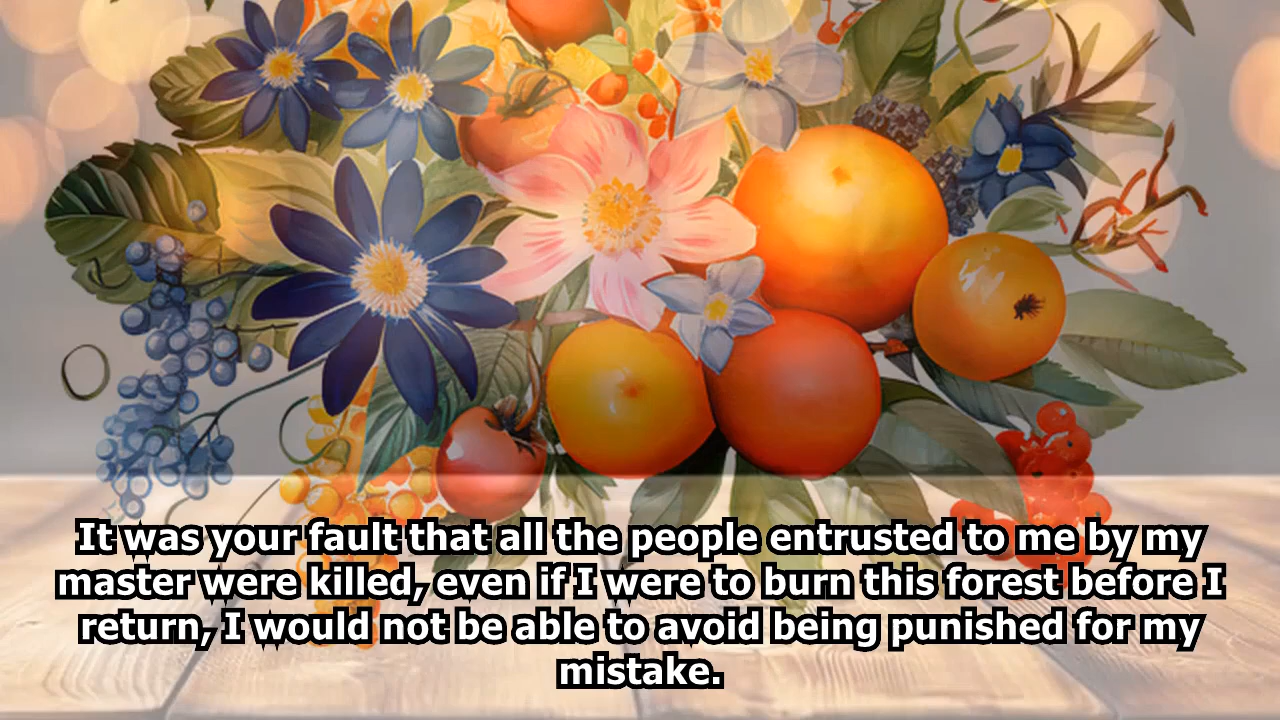 It was your fault that all the people entrusted to me by my
master were killed, even if I were to burn this forest before I
return, I would not be able to avoid being punished for my
mistake.